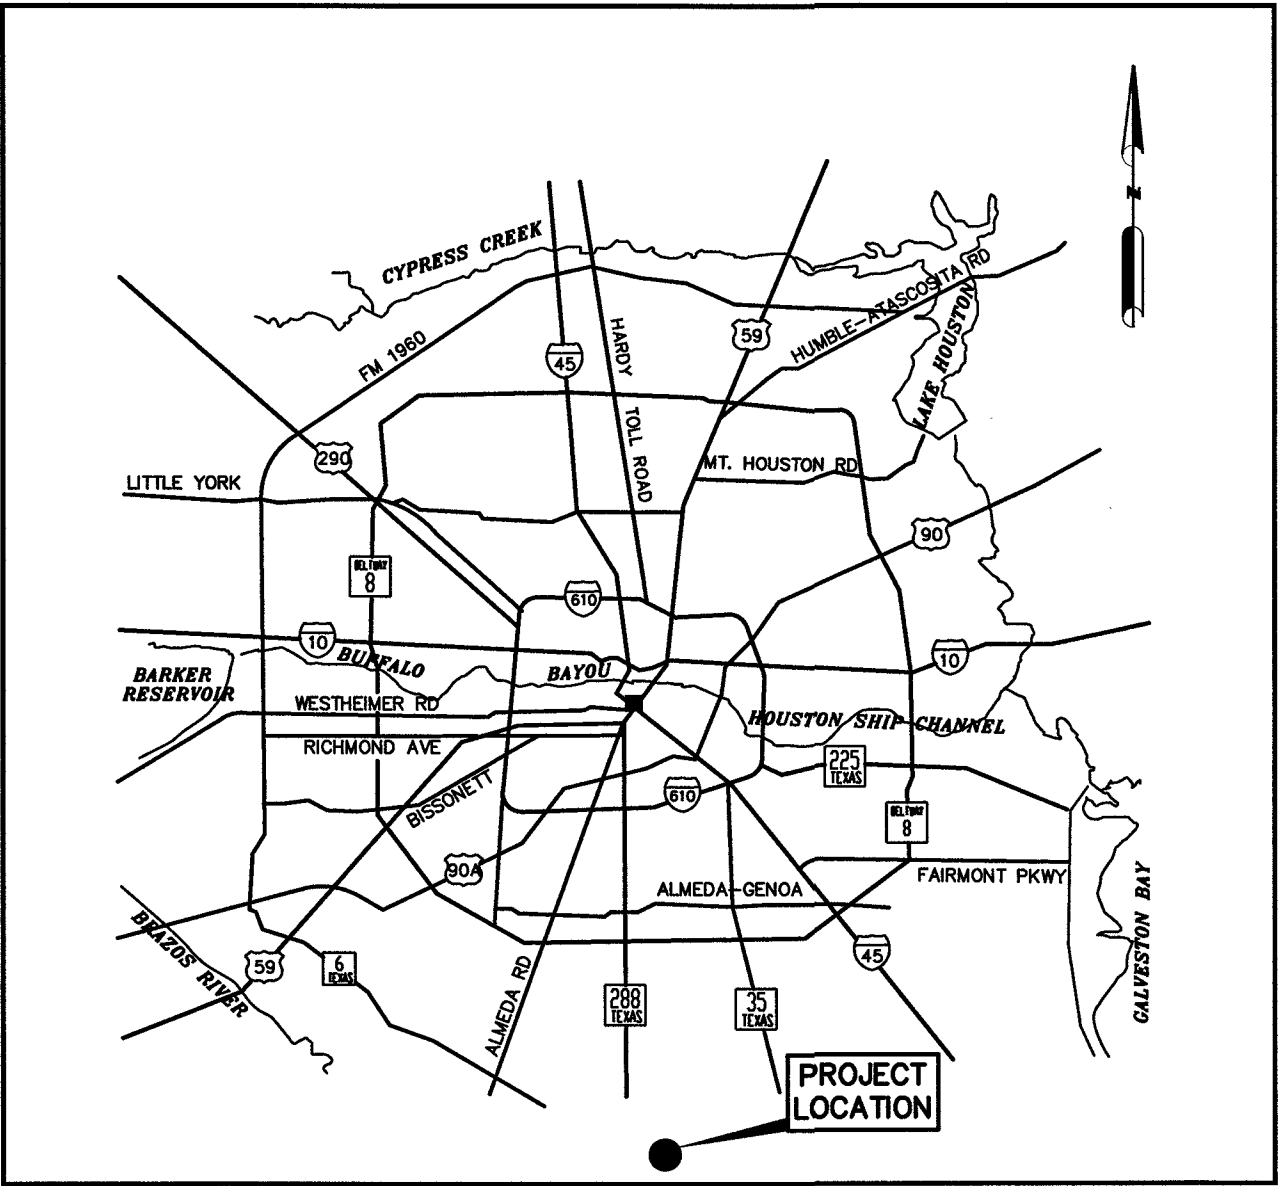 N
CYPRESS CREEK
HUMBLE-ATASCOSITA RD
LAKE HOUSTON
59
HARDY
TOLL ROAD
45
FM 1960
290
MT. HOUSTON RD
LITTLE YORK
90
BELTWAY
8
610
10
BUFFALO
BAYOU
10
BARKER
RESERVOIR
WESTHEIMER RD
HOUSTON SHIP CHANNEL
RICHMOND AVE
225
TEXAS
BISSONETT
610
BELTWAY
8
90A
ALMEDA-GENOA
FAIRMONT PKWY
BRAZOS RIVER
GALVESTON BAY
59
6
TEXAS
ALMEDA RD
45
288
TEXAS
35
TEXAS
PROJECT
LOCATION